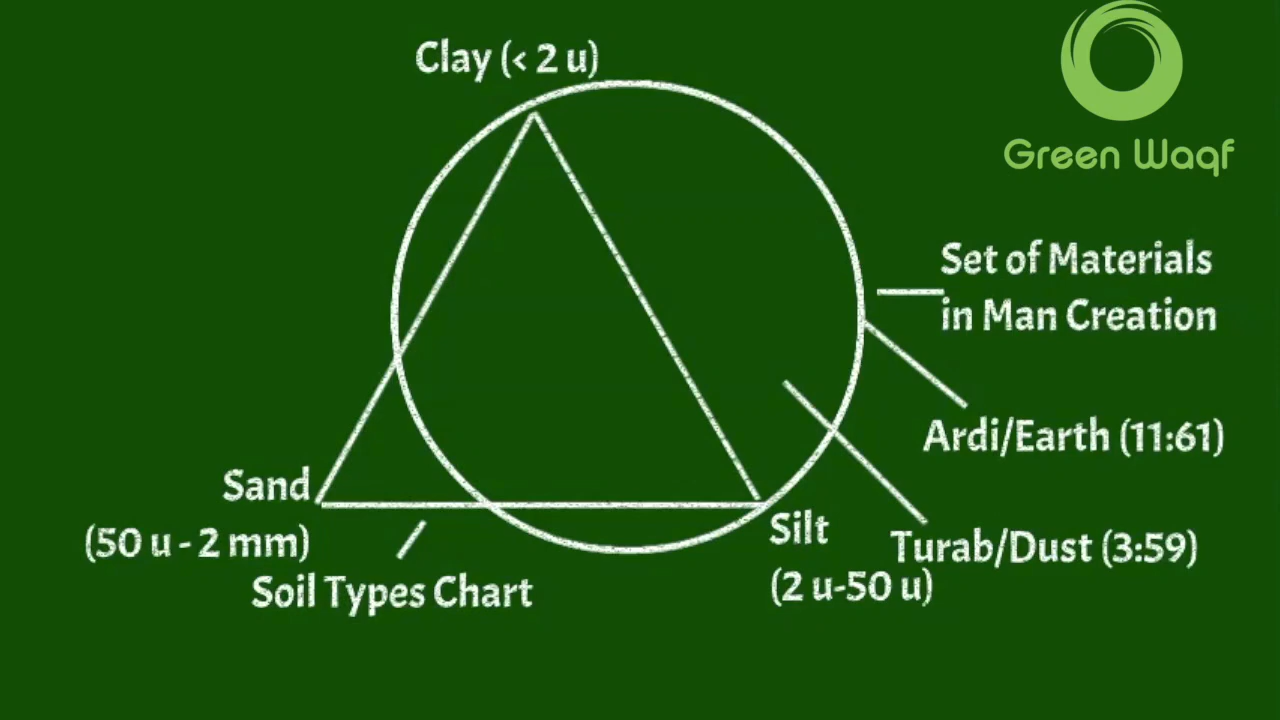 Clay (< 2 u)
Green Waqf
Set of Materials
in Man Creation
Ardi/Earth (11:61)
Sand
(50 u - 2 mm)
Silt
(2 u-50 u)
Turab/Dust (3:59)
Soil Types Chart